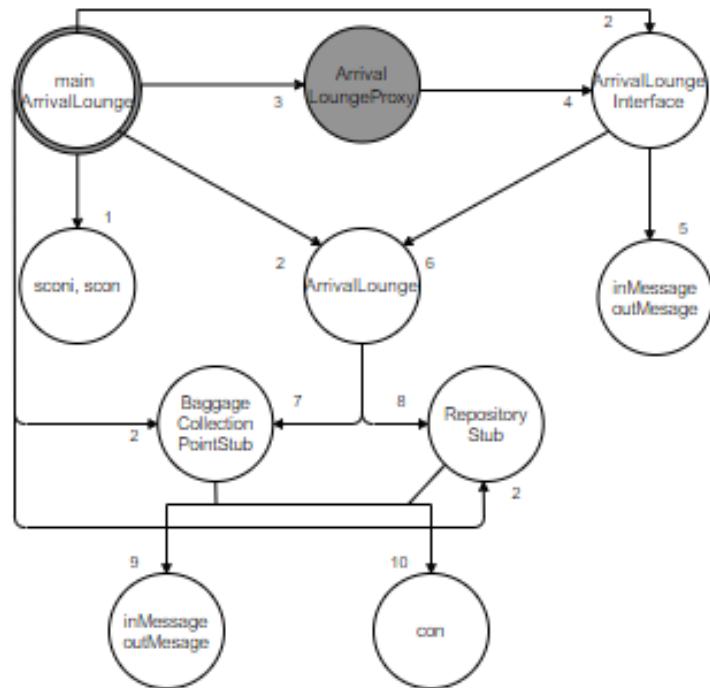 2
main
ArrivalLounge
Arrival
LoungeProxy
ArrivalLounge
Interface
3
4
1
2
6
5
sconi, scon
ArrivalLounge
inMessage
outMesage
Baggage
Collection
PointStub
7
8
Repository
Stub
2
2
9
10
inMessage
outMesage
con